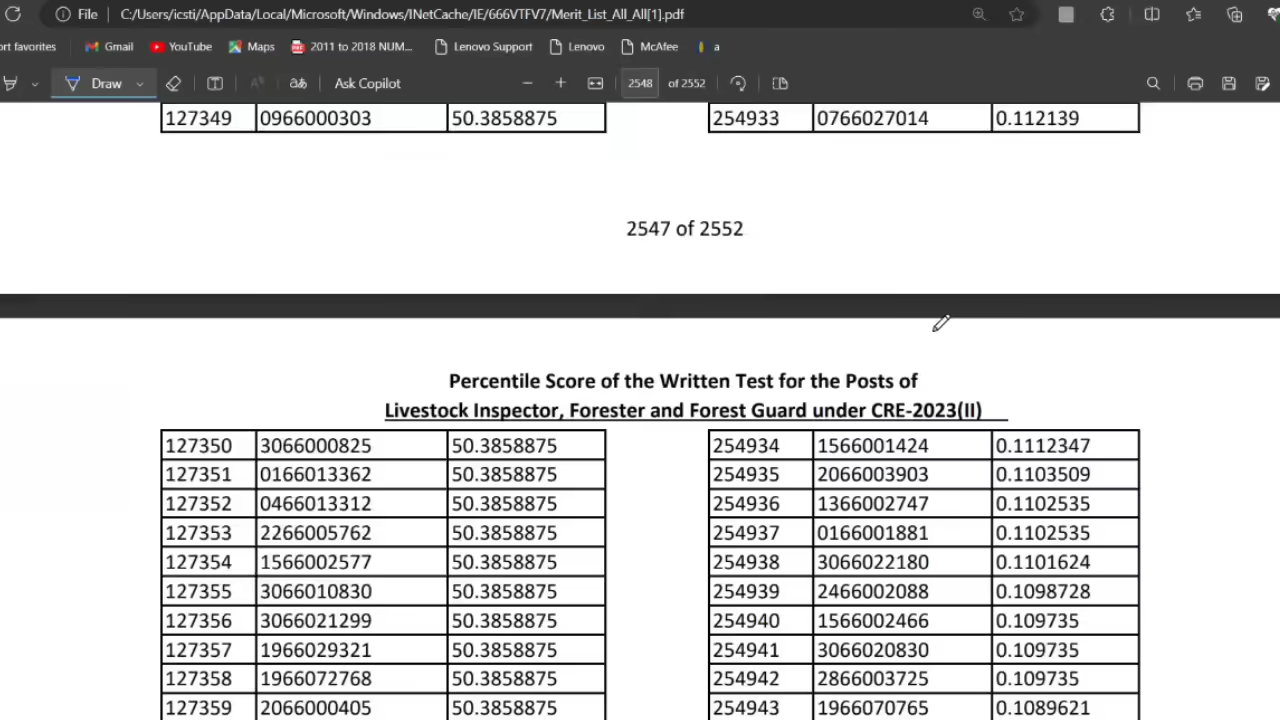 File C:/Users/icsti/AppData/Local/Microsoft/Windows/INetCache/IE/666VTFV7/Merit_List_All_All[1].pdf
ort favorites Gmail YouTube Maps 2011 to 2018 NUM... Lenovo Support Lenovo McAfee a
Draw aあ Ask Copilot 2548 of 2552
127349 0966000303 50.3858875 254933 0766027014 0.112139
2547 of 2552
Percentile Score of the Written Test for the Posts of
Livestock Inspector, Forester and Forest Guard under CRE-2023(II)
127350 3066000825 50.3858875 254934 1566001424 0.1112347
127351 0166013362 50.3858875 254935 2066003903 0.1103509
127352 0466013312 50.3858875 254936 1366002747 0.1102535
127353 2266005762 50.3858875 254937 0166001881 0.1102535
127354 1566002577 50.3858875 254938 3066022180 0.1101624
127355 3066010830 50.3858875 254939 2466002088 0.1098728
127356 3066021299 50.3858875 254940 1566002466 0.109735
127357 1966029321 50.3858875 254941 3066020830 0.109735
127358 1966072768 50.3858875 254942 2866003725 0.109735
127359 2066000405 50.3858875 254943 1966070765 0.1089621